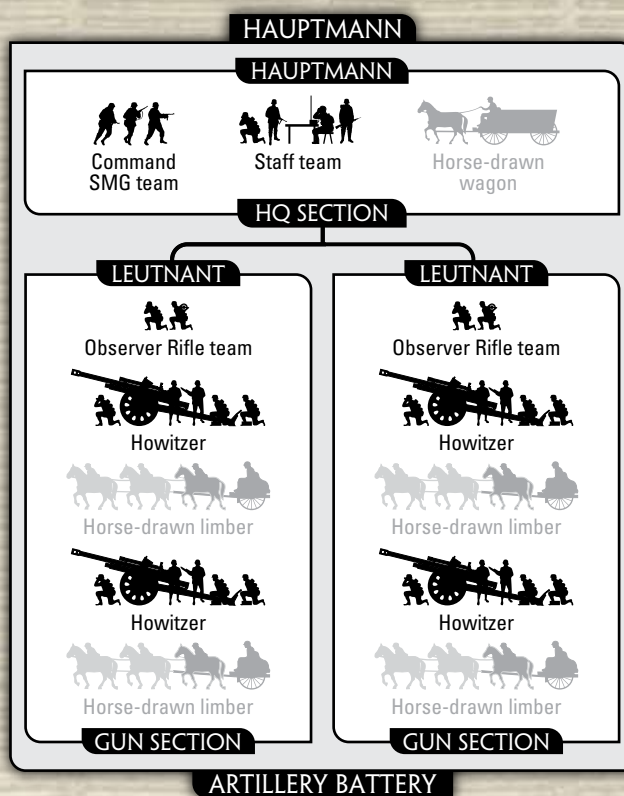 HAUPTMANN
HAUPTMANN
Command
SMG team
Staff team
Horse-drawn
wagon
HQ SECTION
LEUTNANT
Observer Rifle team
Howitzer
Horse-drawn limber
Howitzer
Horse-drawn limber
GUN SECTION
LEUTNANT
Observer Rifle team
Howitzer
Horse-drawn limber
Howitzer
Horse-drawn limber
GUN SECTION
ARTILLERY BATTERY